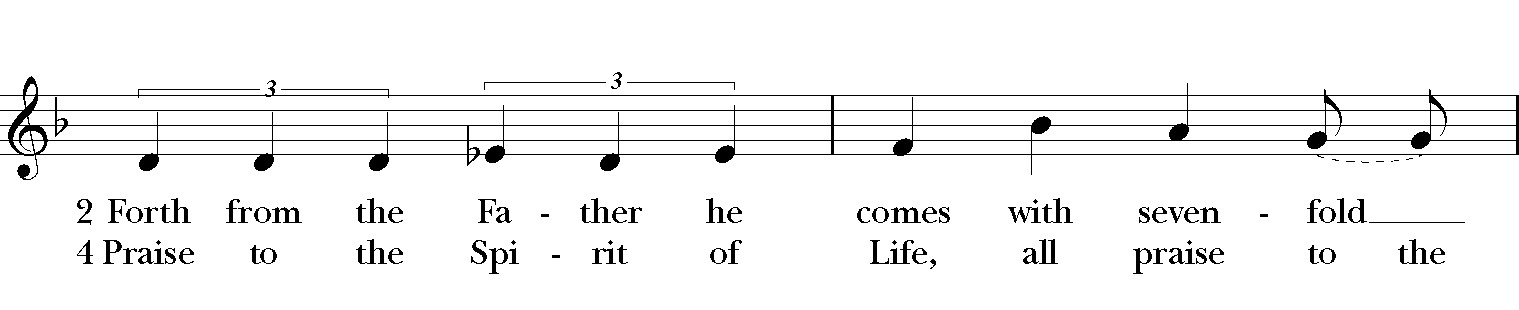 3 3
2 Forth from the Fa - ther he comes with seven - fold
4 Praise to the Spi - rit of Life, all praise to the